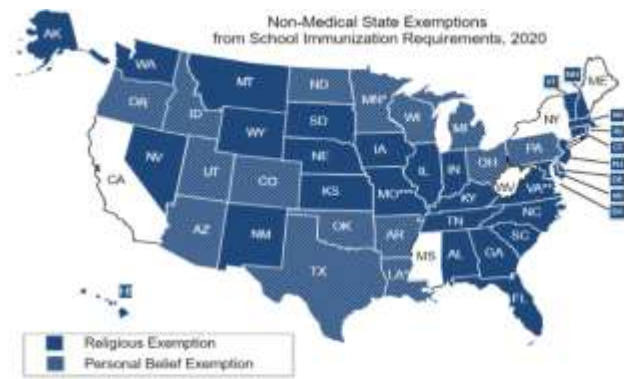 Non-Medical State Exemptions
from School Immunization Requirements, 2020
AK
WA
MT
ND
MN*
VT
NH
ME
OR
ID
SD
WI
MI
NY
WY
NE
IA
PA
NV
UT
CO
IL
IN
OH
WV
VA**
CA
KS
MO***
KY
NC
AZ
NM
OK
AR
TN
SC
TX
LA*
MS
AL
GA
FL
HI
Religious Exemption
Personal Belief Exemption